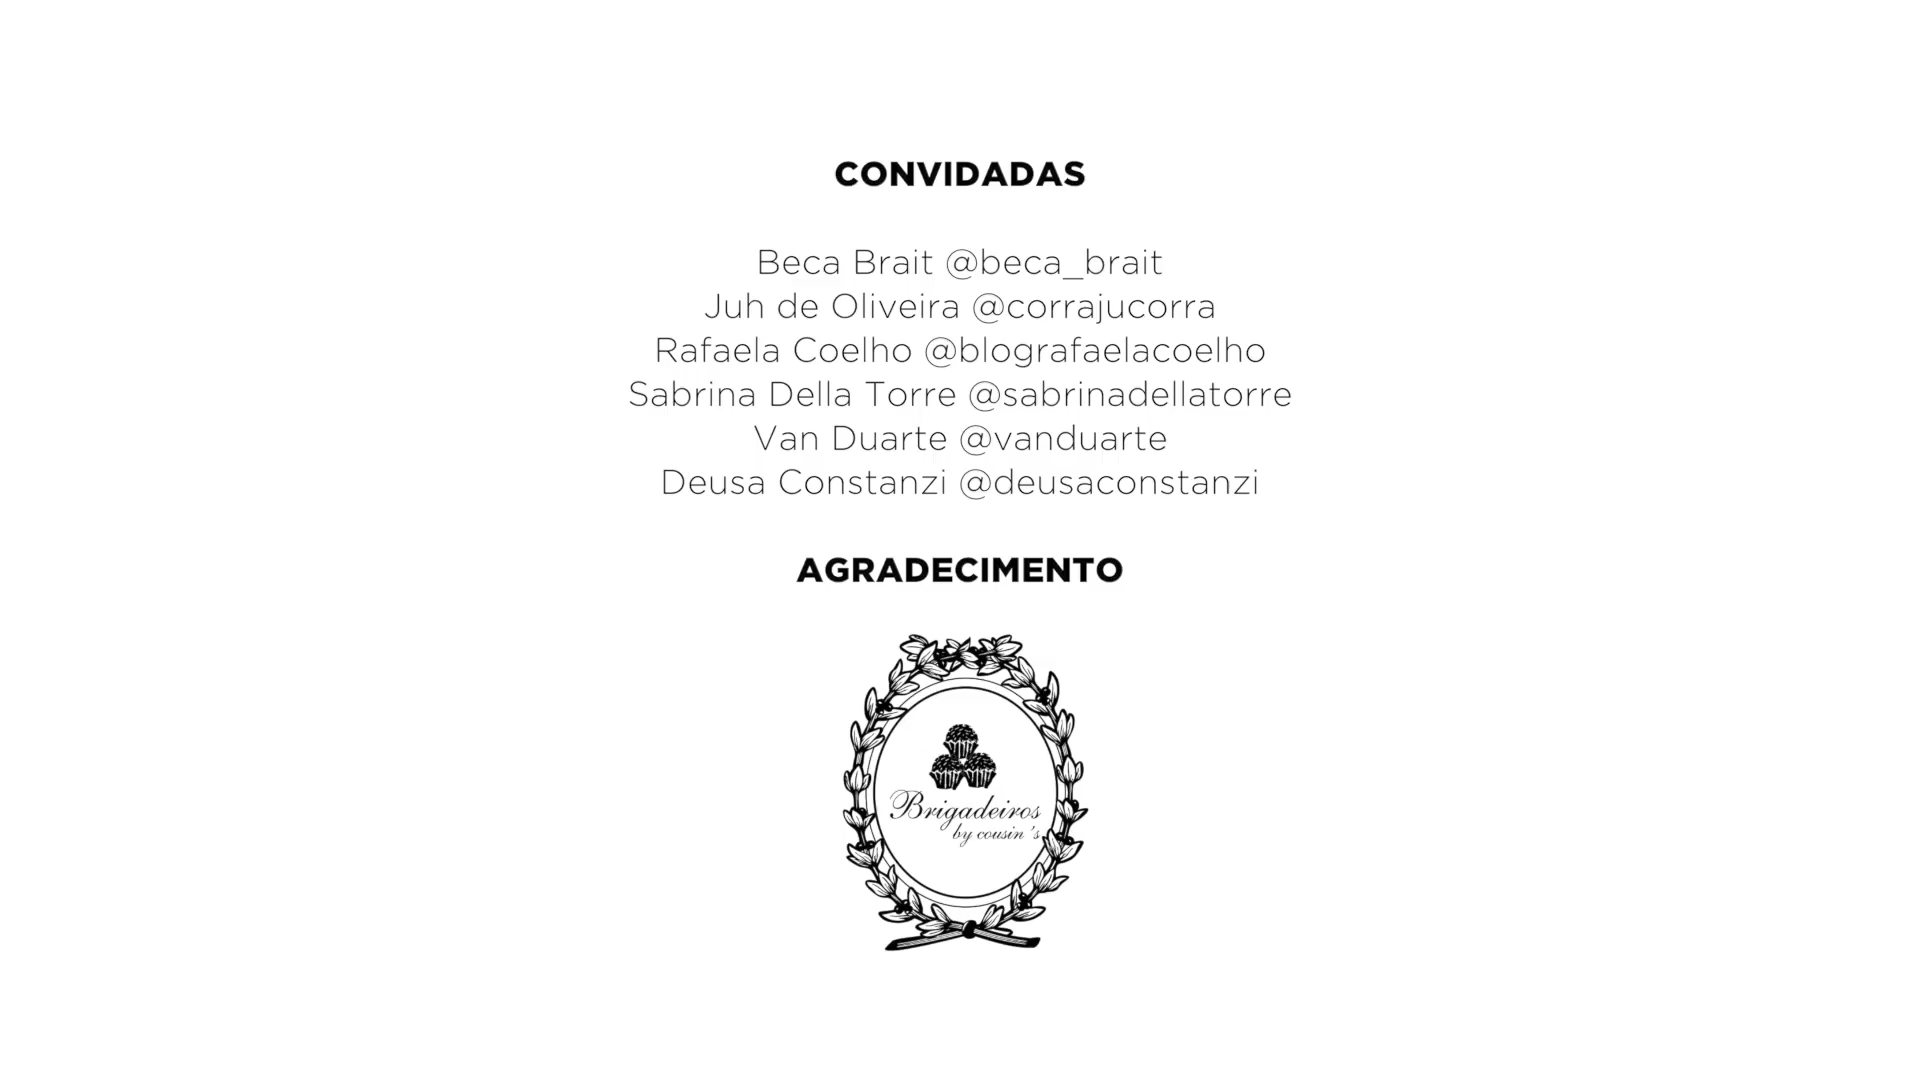 CONVIDADAS
Beca Brait @beca_brait
Juh de Oliveira @corrajucorra
Rafaela Coelho @blografaelacoelho
Sabrina Della Torre @sabrinadellatorre
Van Duarte @vanduarte
Deusa Constanzi @deusaconstanzi
AGRADECIMENTO
Brigadeiros
by cousin's